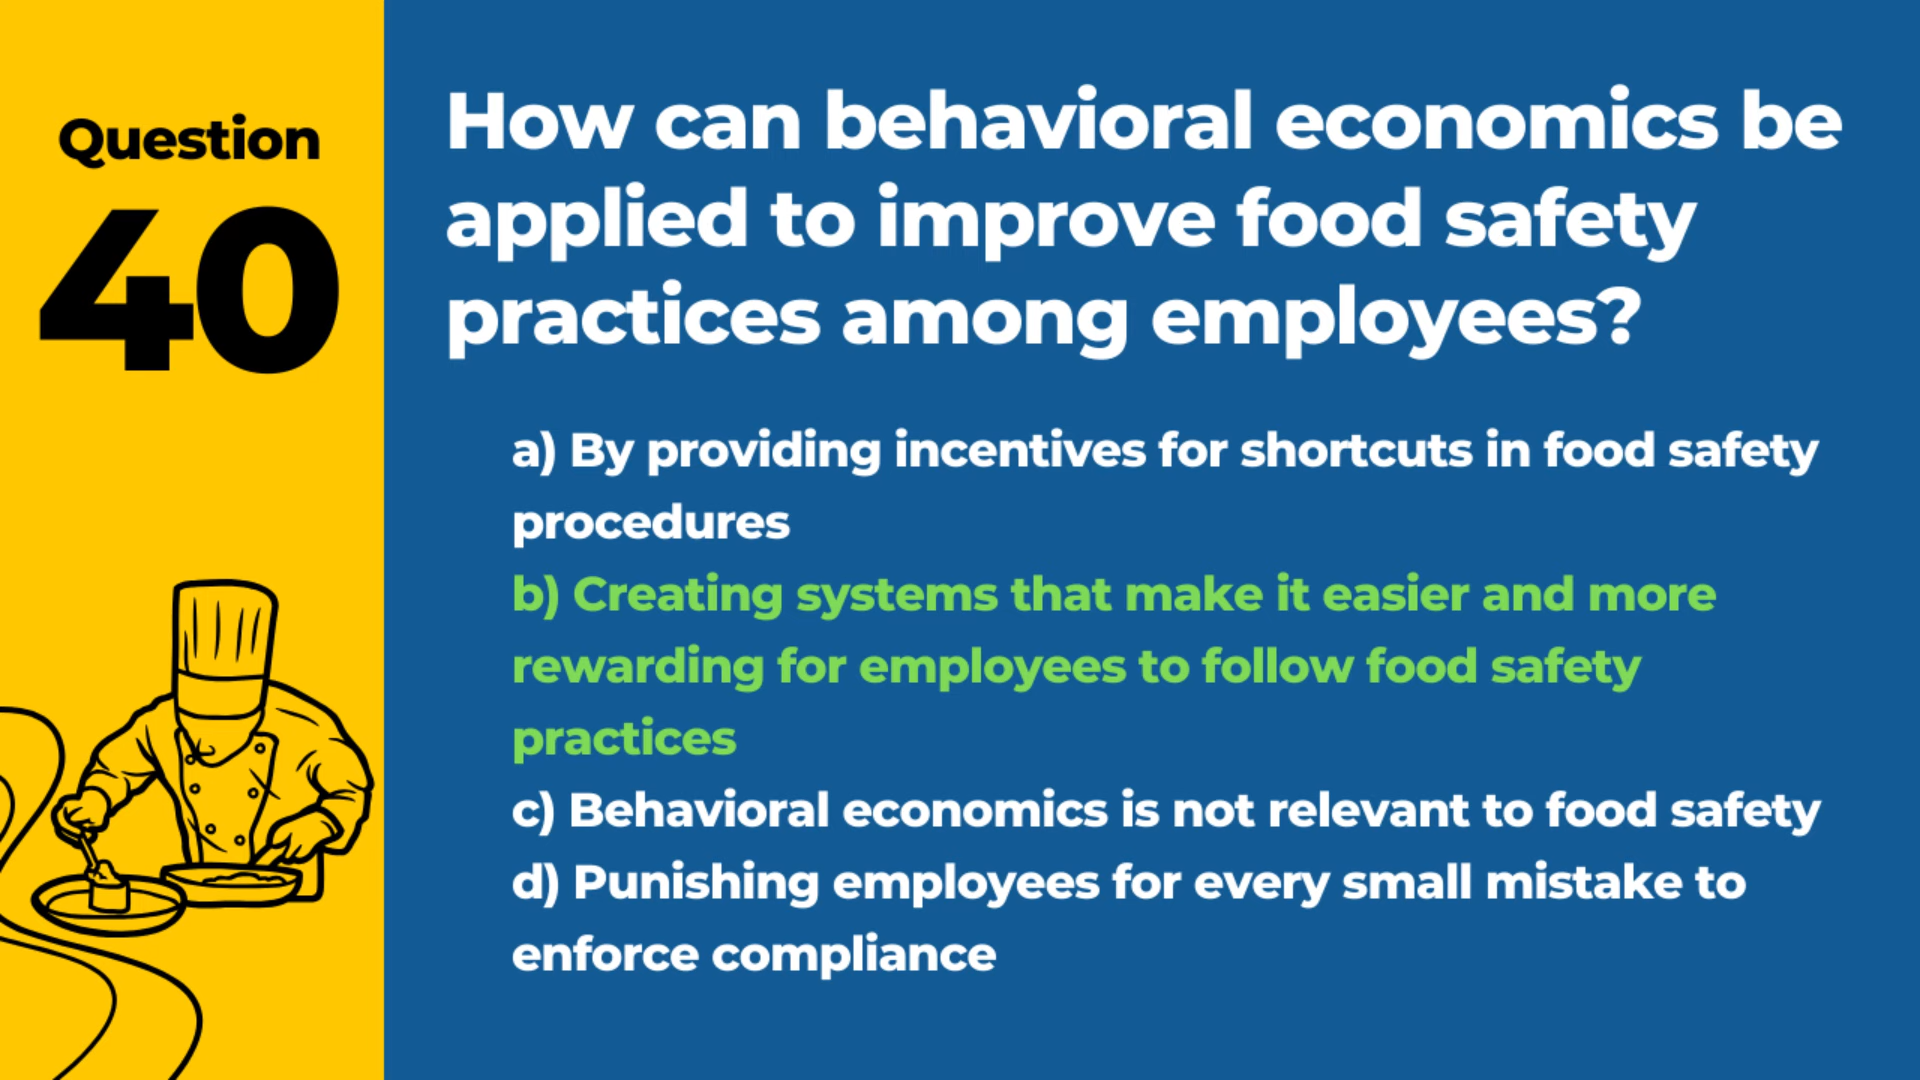 Question
40
How can behavioral economics be
applied to improve food safety
practices among employees?
a) By providing incentives for shortcuts in food safety
procedures
b) Creating systems that make it easier and more
rewarding for employees to follow food safety
practices
c) Behavioral economics is not relevant to food safety
d) Punishing employees for every small mistake to
enforce compliance